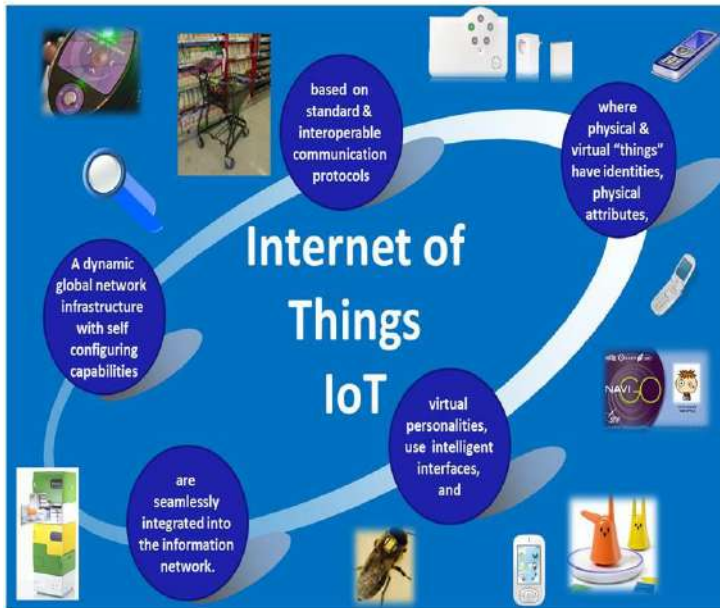 based on
standard &
interoperable
communication
protocols
where
physical &
virtual “things”
have identities,
physical
attributes,
Internet of
Things
IoT
A dynamic
global network
infrastructure
with self
configuring
capabilities
virtual
personalities,
use intelligent
interfaces,
and
are
seamlessly
integrated into
the information
network.
NAVI
GO